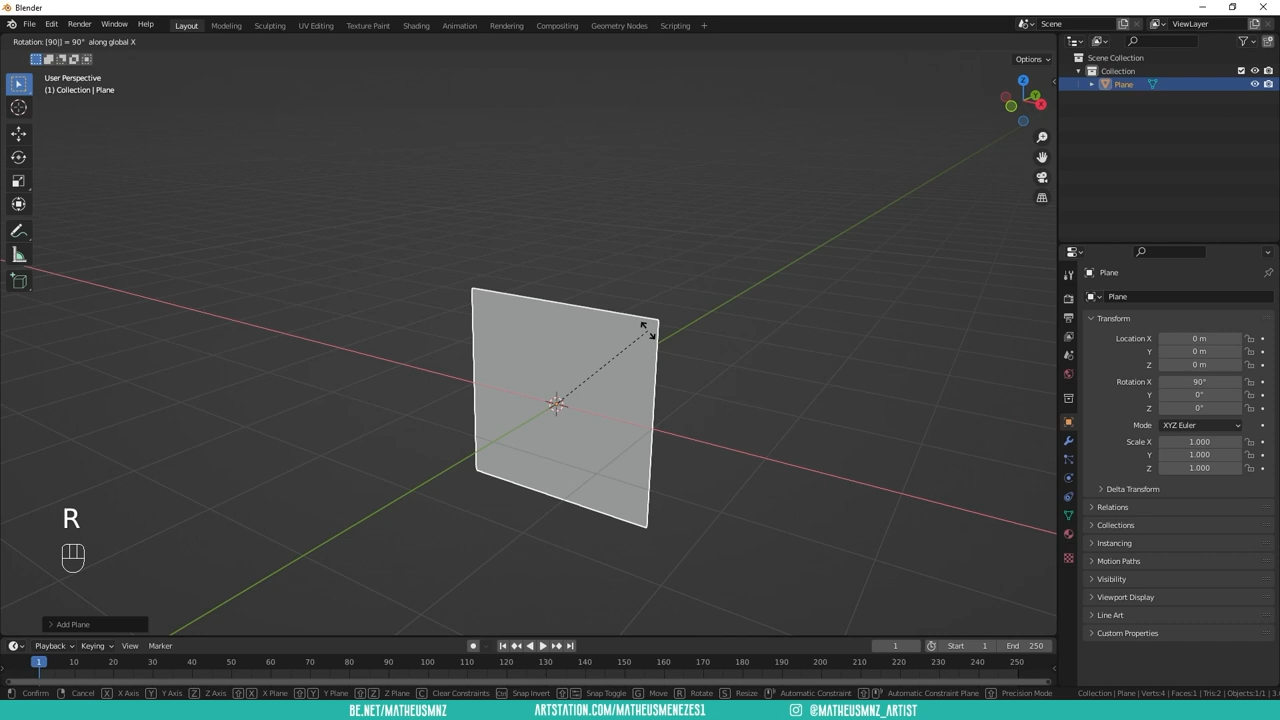 Blender
File Edit Render Window Help Layout Modeling Sculpting UV Editing Texture Paint Shading Animation Rendering Compositing Geometry Nodes Scripting + Scene ViewLayer
Rotation: [90|] = 90° along global X
Options
User Perspective
(1) Collection | Plane
Z
Y
X
Scene Collection
Collection
Plane
Plane
Plane
Transform
Location X 0 m
Y 0 m
Z 0 m
Rotation X 90°
Y 0°
Z 0°
Mode XYZ Euler
Scale X 1.000
Y 1.000
Z 1.000
Delta Transform
Relations
Collections
Instancing
Motion Paths
Visibility
Viewport Display
Line Art
Custom Properties
R
Add Plane
Playback Keying View Marker 1 Start 1 End 250
1 10 20 30 40 50 60 70 80 90 100 110 120 130 140 150 160 170 180 190 200 210 220 230 240 250
Confirm Cancel X X Axis Y Y Axis Z Z Axis X X Plane Y Y Plane Z Z Plane C Clear Constraints Snap Invert Snap Toggle G Move R Rotate S Resize Automatic Constraint Automatic Constraint Plane Precision Mode Collection | Plane | Verts:4 | Faces:1 | Tris:2 | Objects:1/1
BE.NET/MATHEUSMNZ ARTSTATION.COM/MATHEUSMENEZES1 @MATHEUSMNZ_ARTIST